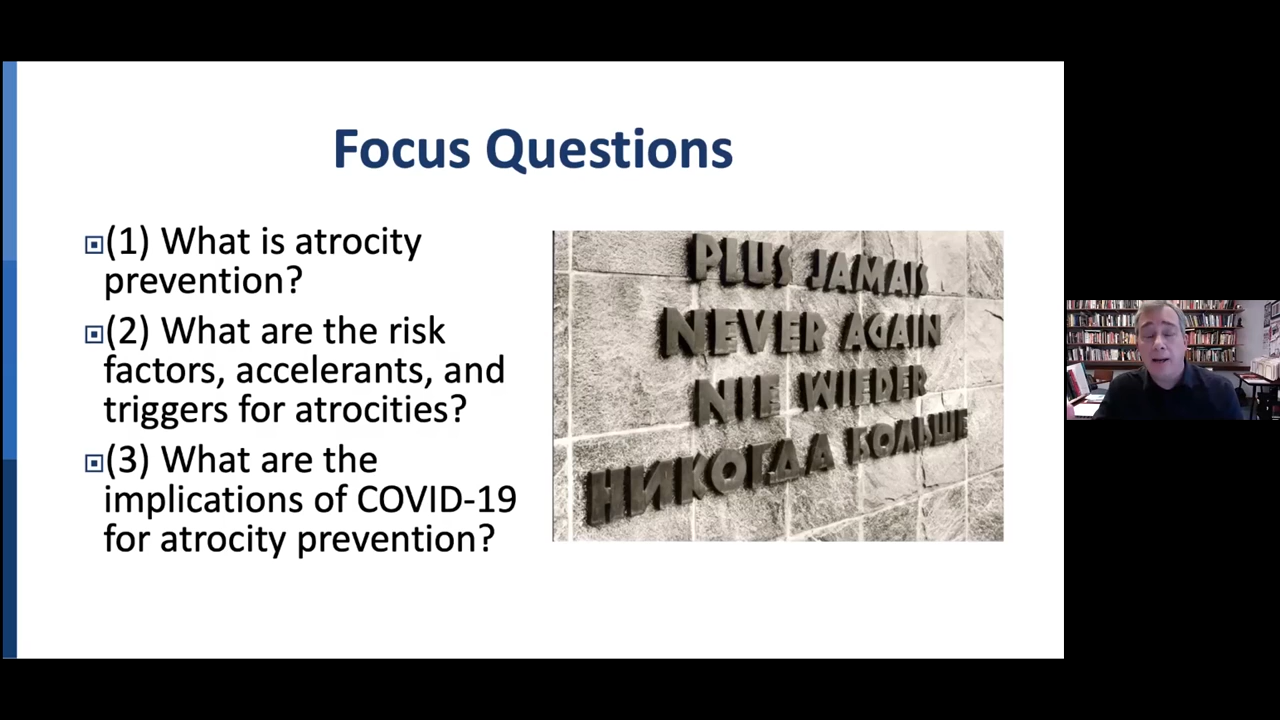 Focus Questions
(1) What is atrocity
prevention?
(2) What are the risk
factors, accelerants, and
triggers for atrocities?
(3) What are the
implications of COVID-19
for atrocity prevention?
PLUS JAMAIS
NEVER AGAIN
NIE WIEDER
НИКОГДА БОЛЬШЕ